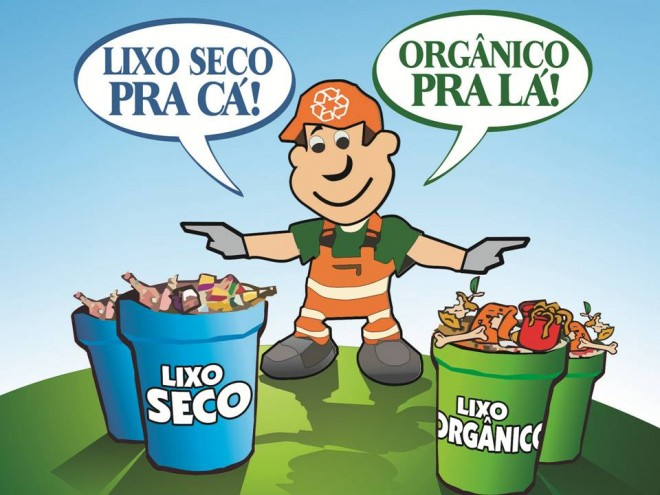 LIXO SECO
PRA CÁ!
ORGÂNICO
PRA LÁ!
LIXO
SECO
LIXO
ORGÂNICO